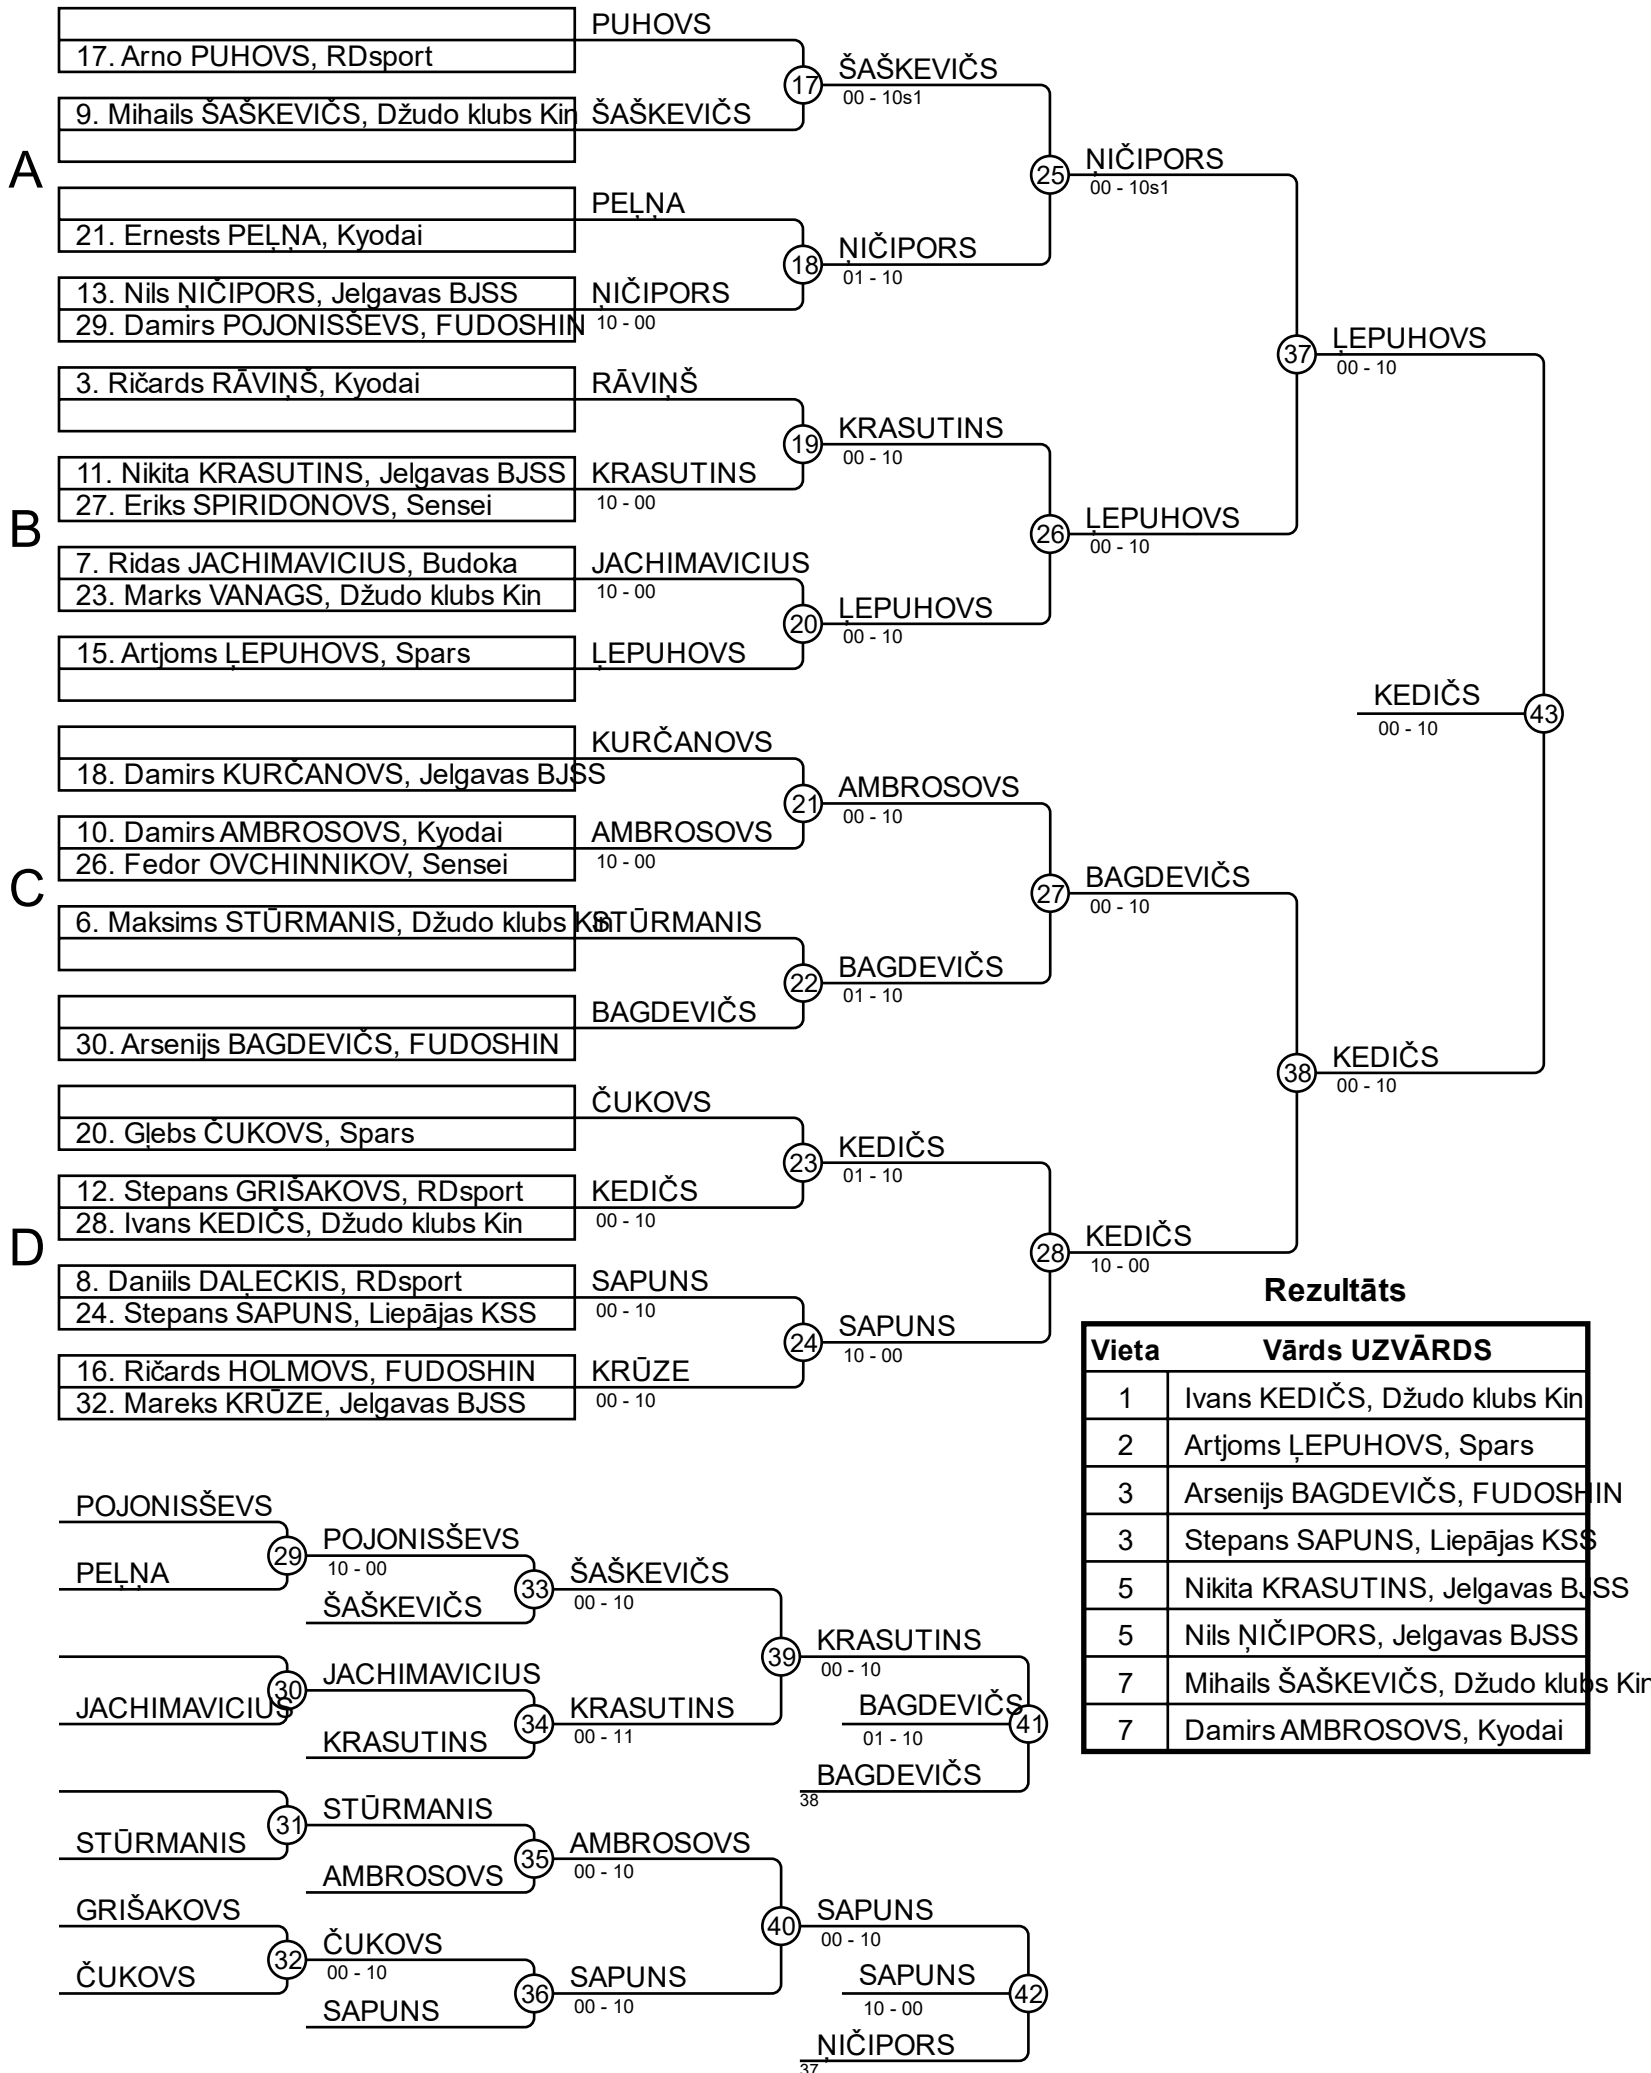 PUHOVS
17. Arno PUHOVS, RDsport
17
ŠAŠKEVIČS
00 - 10s1
9. Mihails ŠAŠKEVIČS, Džudo klubs Kin
ŠAŠKEVIČS
A
25
ŅIČIPORS
00 - 10s1
PEĻŅA
21. Ernests PEĻŅA, Kyodai
18
ŅIČIPORS
01 - 10
13. Nils ŅIČIPORS, Jelgavas BJSS
ŅIČIPORS
29. Damirs POJONISŠEVS, FUDOSHIN
10 - 00
37
ĻEPUHOVS
00 - 10
3. Ričards RĀVIŅŠ, Kyodai
RĀVIŅŠ
19
KRASUTINS
00 - 10
11. Nikita KRASUTINS, Jelgavas BJSS
KRASUTINS
27. Eriks SPIRIDONOVS, Sensei
10 - 00
B
26
ĻEPUHOVS
00 - 10
7. Ridas JACHIMAVICIUS, Budoka
JACHIMAVICIUS
23. Marks VANAGS, Džudo klubs Kin
10 - 00
20
ĻEPUHOVS
00 - 10
15. Artjoms ĻEPUHOVS, Spars
ĻEPUHOVS
KEDIČS
00 - 10
43
KURČANOVS
18. Damirs KURČANOVS, Jelgavas BJSS
21
AMBROSOVS
00 - 10
10. Damirs AMBROSOVS, Kyodai
AMBROSOVS
26. Fedor OVCHINNIKOV, Sensei
10 - 00
C
27
BAGDEVIČS
00 - 10
6. Maksims STŪRMANIS, Džudo klubs Kin
STŪRMANIS
22
BAGDEVIČS
01 - 10
BAGDEVIČS
30. Arsenijs BAGDEVIČS, FUDOSHIN
38
KEDIČS
00 - 10
ČUKOVS
20. Gļebs ČUKOVS, Spars
23
KEDIČS
01 - 10
12. Stepans GRIŠAKOVS, RDsport
KEDIČS
28. Ivans KEDIČS, Džudo klubs Kin
00 - 10
D
28
KEDIČS
10 - 00
8. Daniils DAĻECKIS, RDsport
SAPUNS
24. Stepans SAPUNS, Liepājas KSS
00 - 10
24
SAPUNS
10 - 00
16. Ričards HOLMOVS, FUDOSHIN
KRŪZE
32. Mareks KRŪZE, Jelgavas BJSS
00 - 10
Rezultāts
Vieta Vārds UZVĀRDS
1 Ivans KEDIČS, Džudo klubs Kin
2 Artjoms ĻEPUHOVS, Spars
3 Arsenijs BAGDEVIČS, FUDOSHIN
3 Stepans SAPUNS, Liepājas KSS
5 Nikita KRASUTINS, Jelgavas BJSS
5 Nils ŅIČIPORS, Jelgavas BJSS
7 Mihails ŠAŠKEVIČS, Džudo klubs Kin
7 Damirs AMBROSOVS, Kyodai
POJONISŠEVS
29
POJONISŠEVS
10 - 00
PEĻŅA
33
ŠAŠKEVIČS
00 - 10
ŠAŠKEVIČS
39
KRASUTINS
00 - 10
30
JACHIMAVICIUS
JACHIMAVICIUS
34
KRASUTINS
00 - 11
KRASUTINS
BAGDEVIČS
01 - 10
41
BAGDEVIČS
38
31
STŪRMANIS
STŪRMANIS
35
AMBROSOVS
00 - 10
AMBROSOVS
40
SAPUNS
00 - 10
GRIŠAKOVS
32
ČUKOVS
00 - 10
ČUKOVS
36
SAPUNS
00 - 10
SAPUNS
SAPUNS
10 - 00
42
ŅIČIPORS
37